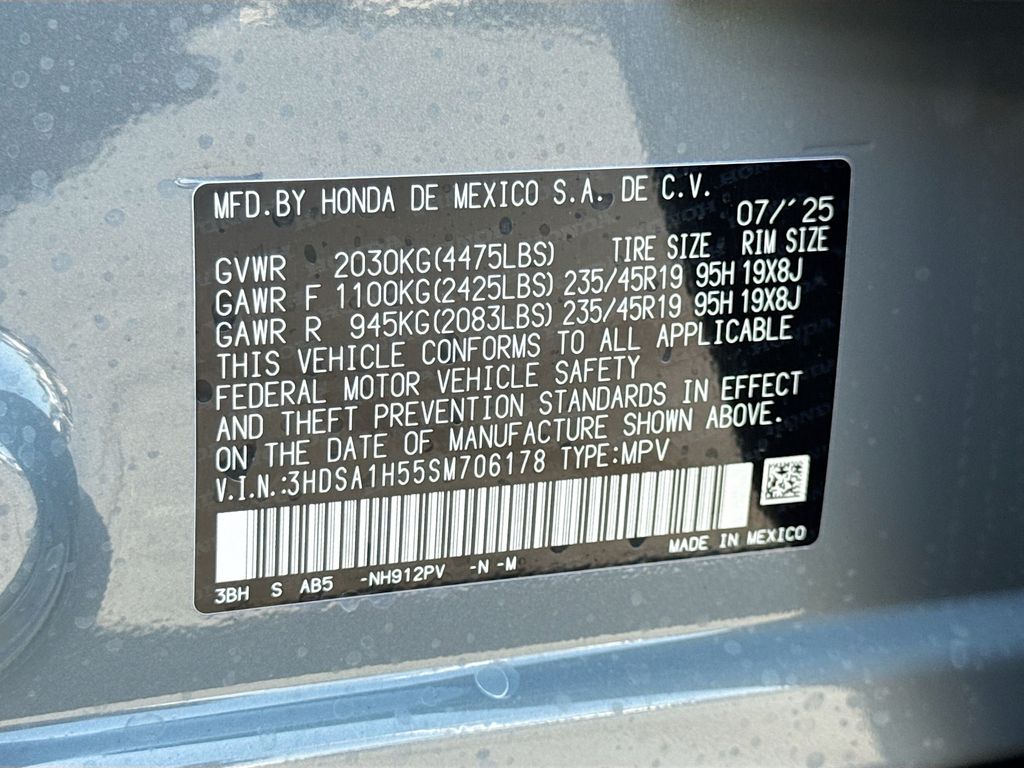 MFD.BY HONDA DE MEXICO S.A. DE C.V.
07/'25
GVWR 2030KG(4475LBS) TIRE SIZE RIM SIZE
GAWR F 1100KG(2425LBS) 235/45R19 95H 19X8J
GAWR R 945KG(2083LBS) 235/45R19 95H 19X8J
THIS VEHICLE CONFORMS TO ALL APPLICABLE
FEDERAL MOTOR VEHICLE SAFETY
AND THEFT PREVENTION STANDARDS IN EFFECT
ON THE DATE OF MANUFACTURE SHOWN ABOVE.
V.I.N.:3HDSA1H55SM706178 TYPE:MPV
MADE IN MEXICO
3BH S AB5 -NH912PV -N -M